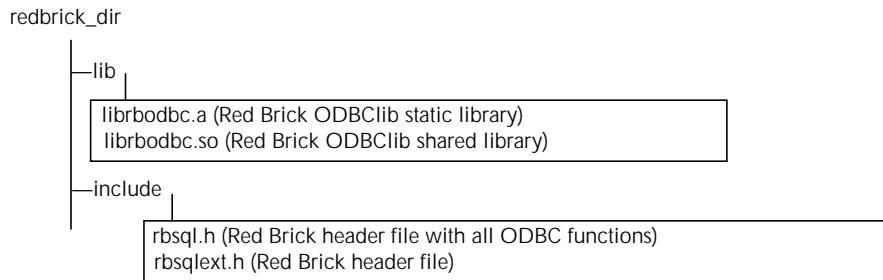 redbrick_dir
lib
librbodbc.a (Red Brick ODBClib static library)
librbodbc.so (Red Brick ODBClib shared library)
include
rbsql.h (Red Brick header file with all ODBC functions)
rbsqlext.h (Red Brick header file)